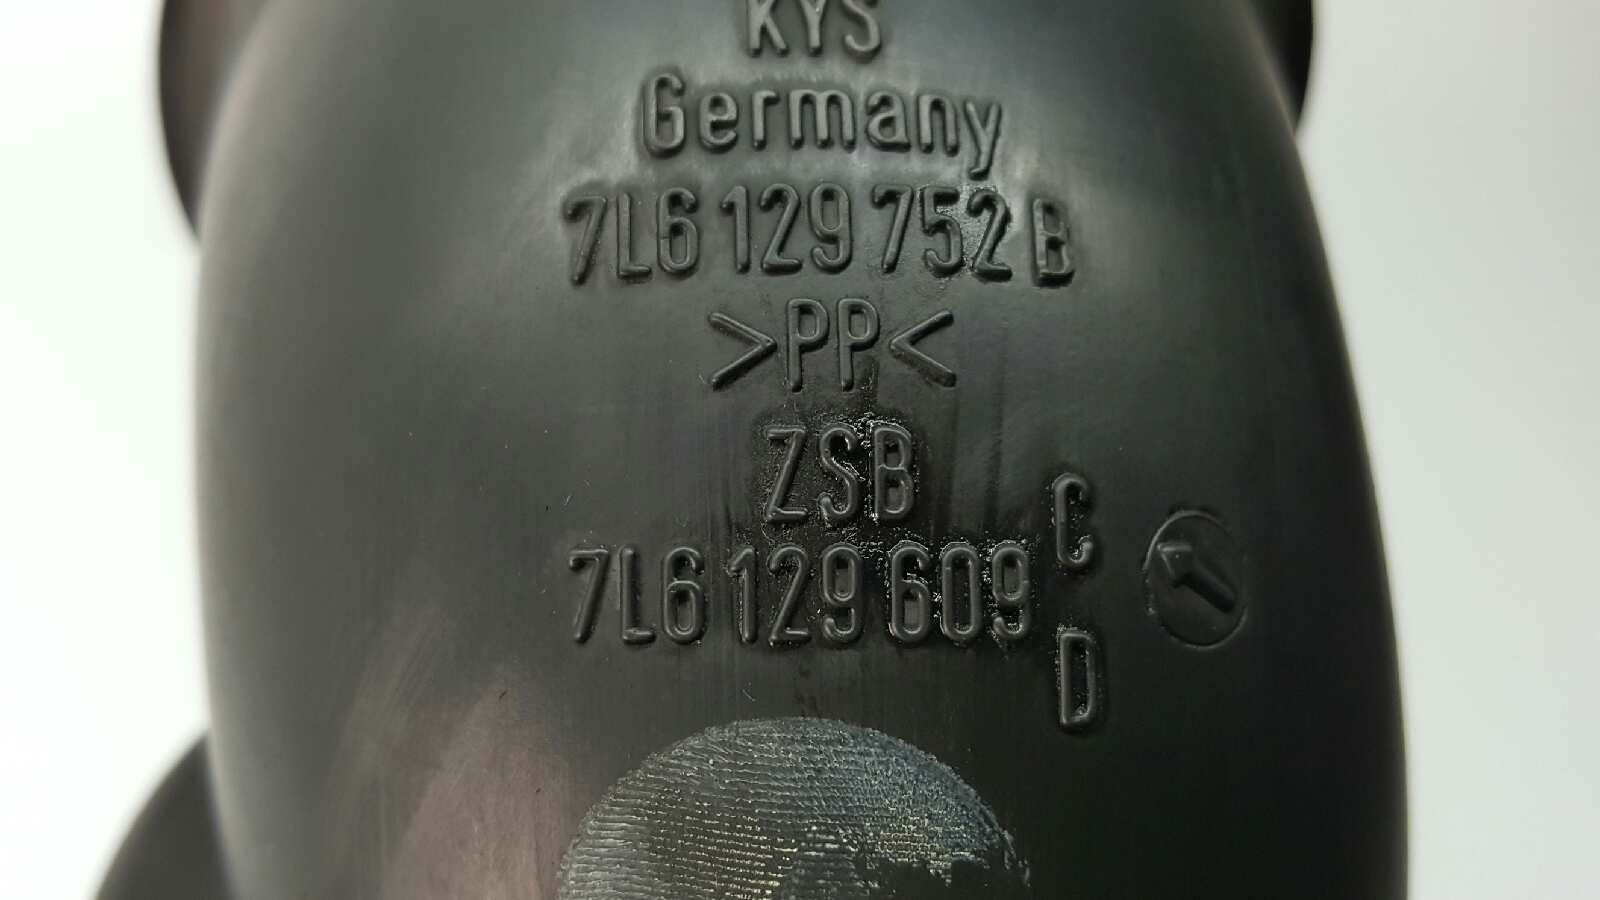 KYS
Germany
7L6 129 752 B
>PP<
ZSB
7L6 129 609 C
D